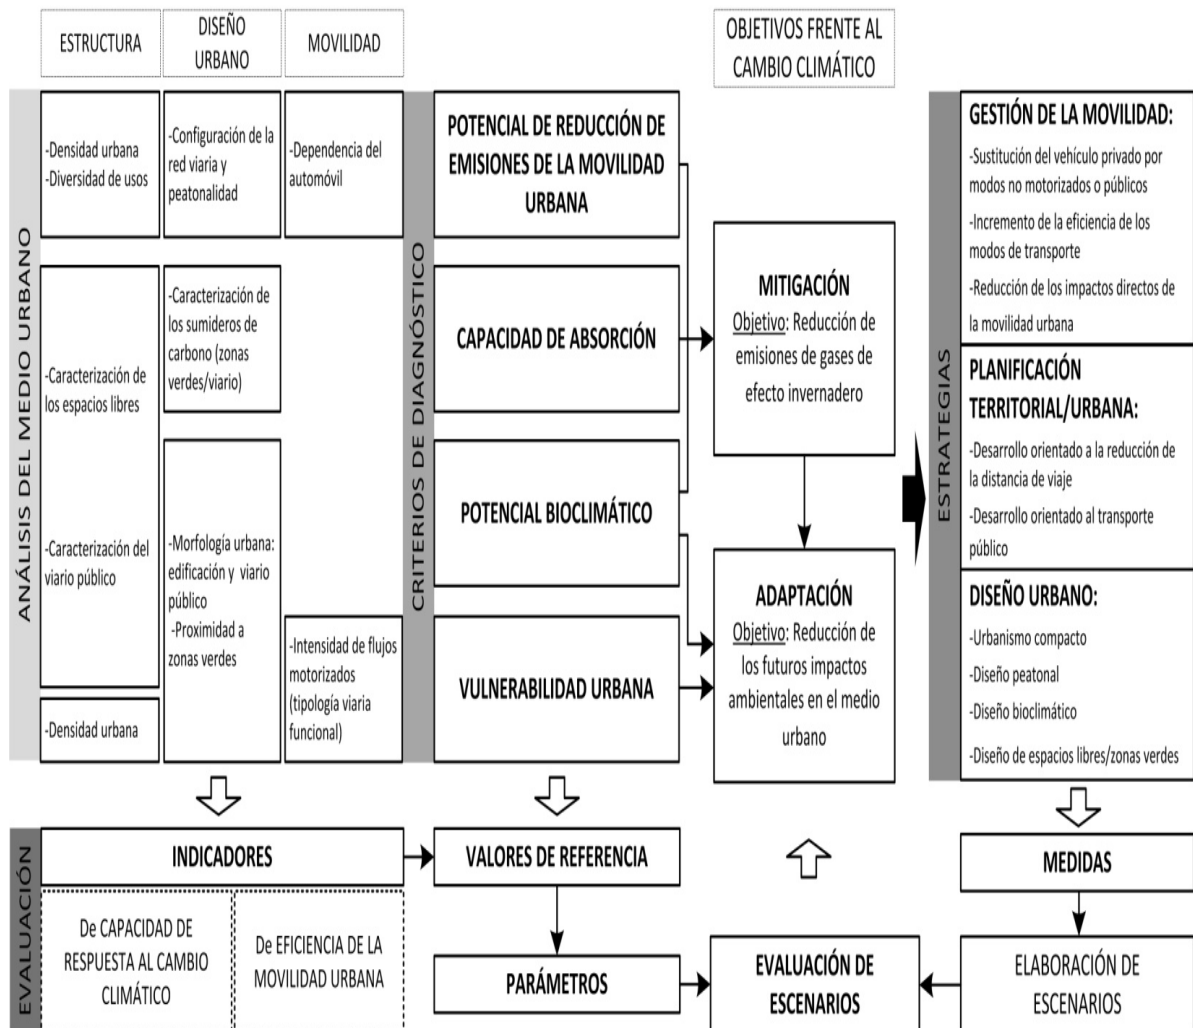 ESTRUCTURA
DISEÑO
URBANO
MOVILIDAD
OBJETIVOS FRENTE AL
CAMBIO CLIMÁTICO
ANÁLISIS DEL MEDIO URBANO
-Densidad urbana
-Diversidad de usos
-Configuración de la
red viaria y
peatonalidad
-Dependencia del
automóvil
-Caracterización de
los espacios libres
-Caracterización del
viario público
-Caracterización de
los sumideros de
carbono (zonas
verdes/viario)
-Morfología urbana:
edificación y viario
público
-Proximidad a
zonas verdes
-Intensidad de flujos
motorizados
(tipología viaria
funcional)
-Densidad urbana
CRITERIOS DE DIAGNÓSTICO
POTENCIAL DE REDUCCIÓN DE
EMISIONES DE LA MOVILIDAD
URBANA
CAPACIDAD DE ABSORCIÓN
POTENCIAL BIOCLIMÁTICO
VULNERABILIDAD URBANA
MITIGACIÓN
Objetivo: Reducción de
emisiones de gases de
efecto invernadero
ADAPTACIÓN
Objetivo: Reducción de
los futuros impactos
ambientales en el medio
urbano
ESTRATEGIAS
GESTIÓN DE LA MOVILIDAD:
-Sustitución del vehículo privado por
modos no motorizados o públicos
-Incremento de la eficiencia de los
modos de transporte
-Reducción de los impactos directos de
la movilidad urbana
PLANIFICACIÓN
TERRITORIAL/URBANA:
-Desarrollo orientado a la reducción de
la distancia de viaje
-Desarrollo orientado al transporte
público
DISEÑO URBANO:
-Urbanismo compacto
-Diseño peatonal
-Diseño bioclimático
-Diseño de espacios libres/zonas verdes
EVALUACIÓN
INDICADORES
De CAPACIDAD DE
RESPUESTA AL CAMBIO
CLIMÁTICO
De EFICIENCIA DE LA
MOVILIDAD URBANA
VALORES DE REFERENCIA
PARÁMETROS
EVALUACIÓN DE
ESCENARIOS
MEDIDAS
ELABORACIÓN DE
ESCENARIOS